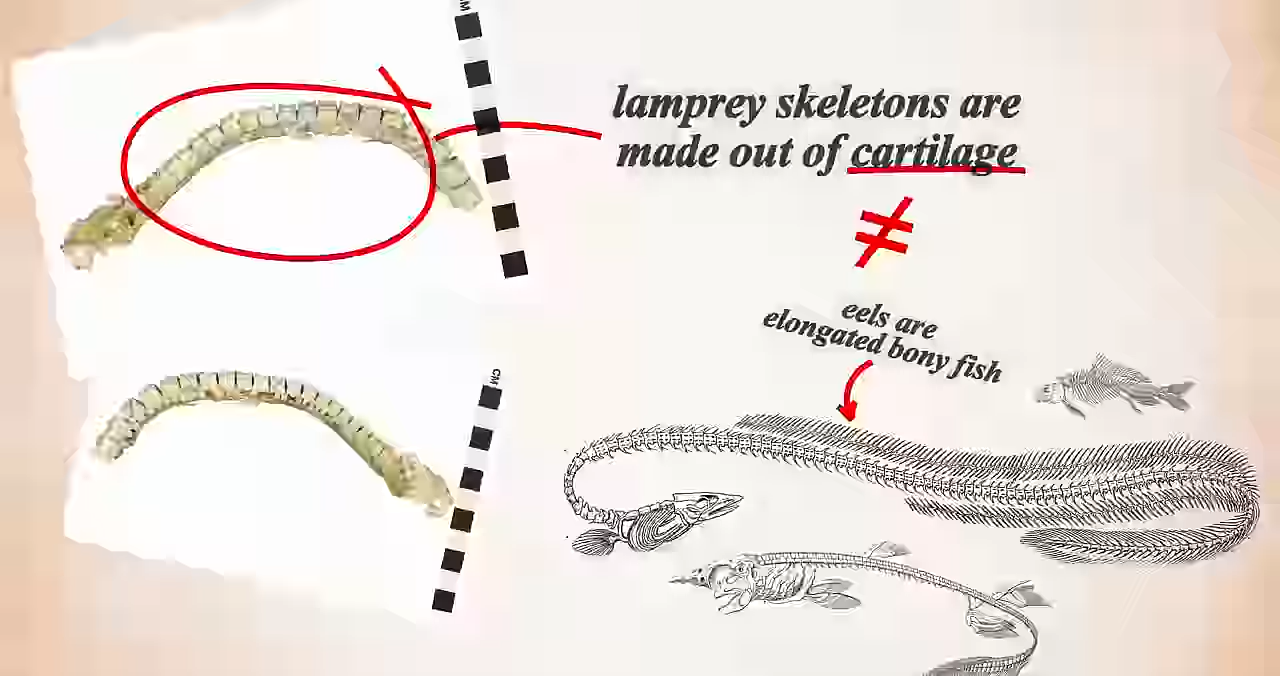 CM
lamprey skeletons are
made out of cartilage
≠
eels are
elongated bony fish
CM